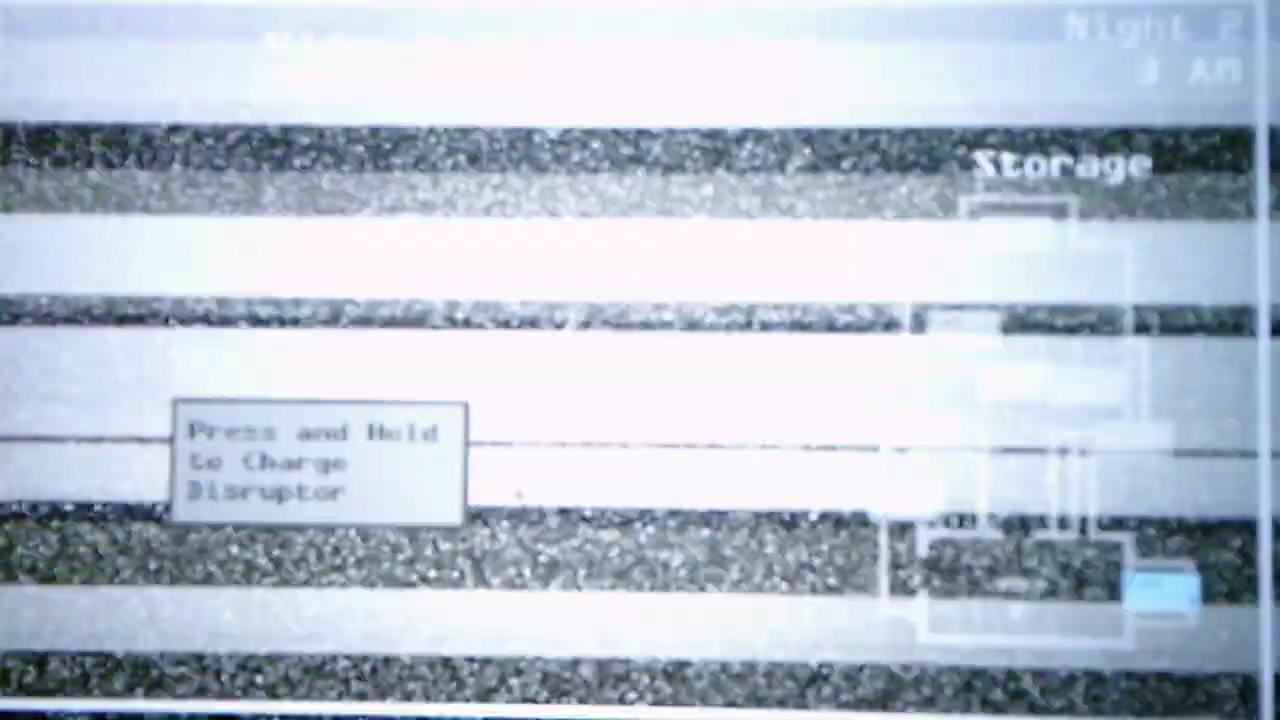 Night 2
3 AM
Storage
Press and Hold
to Charge
Disruptor